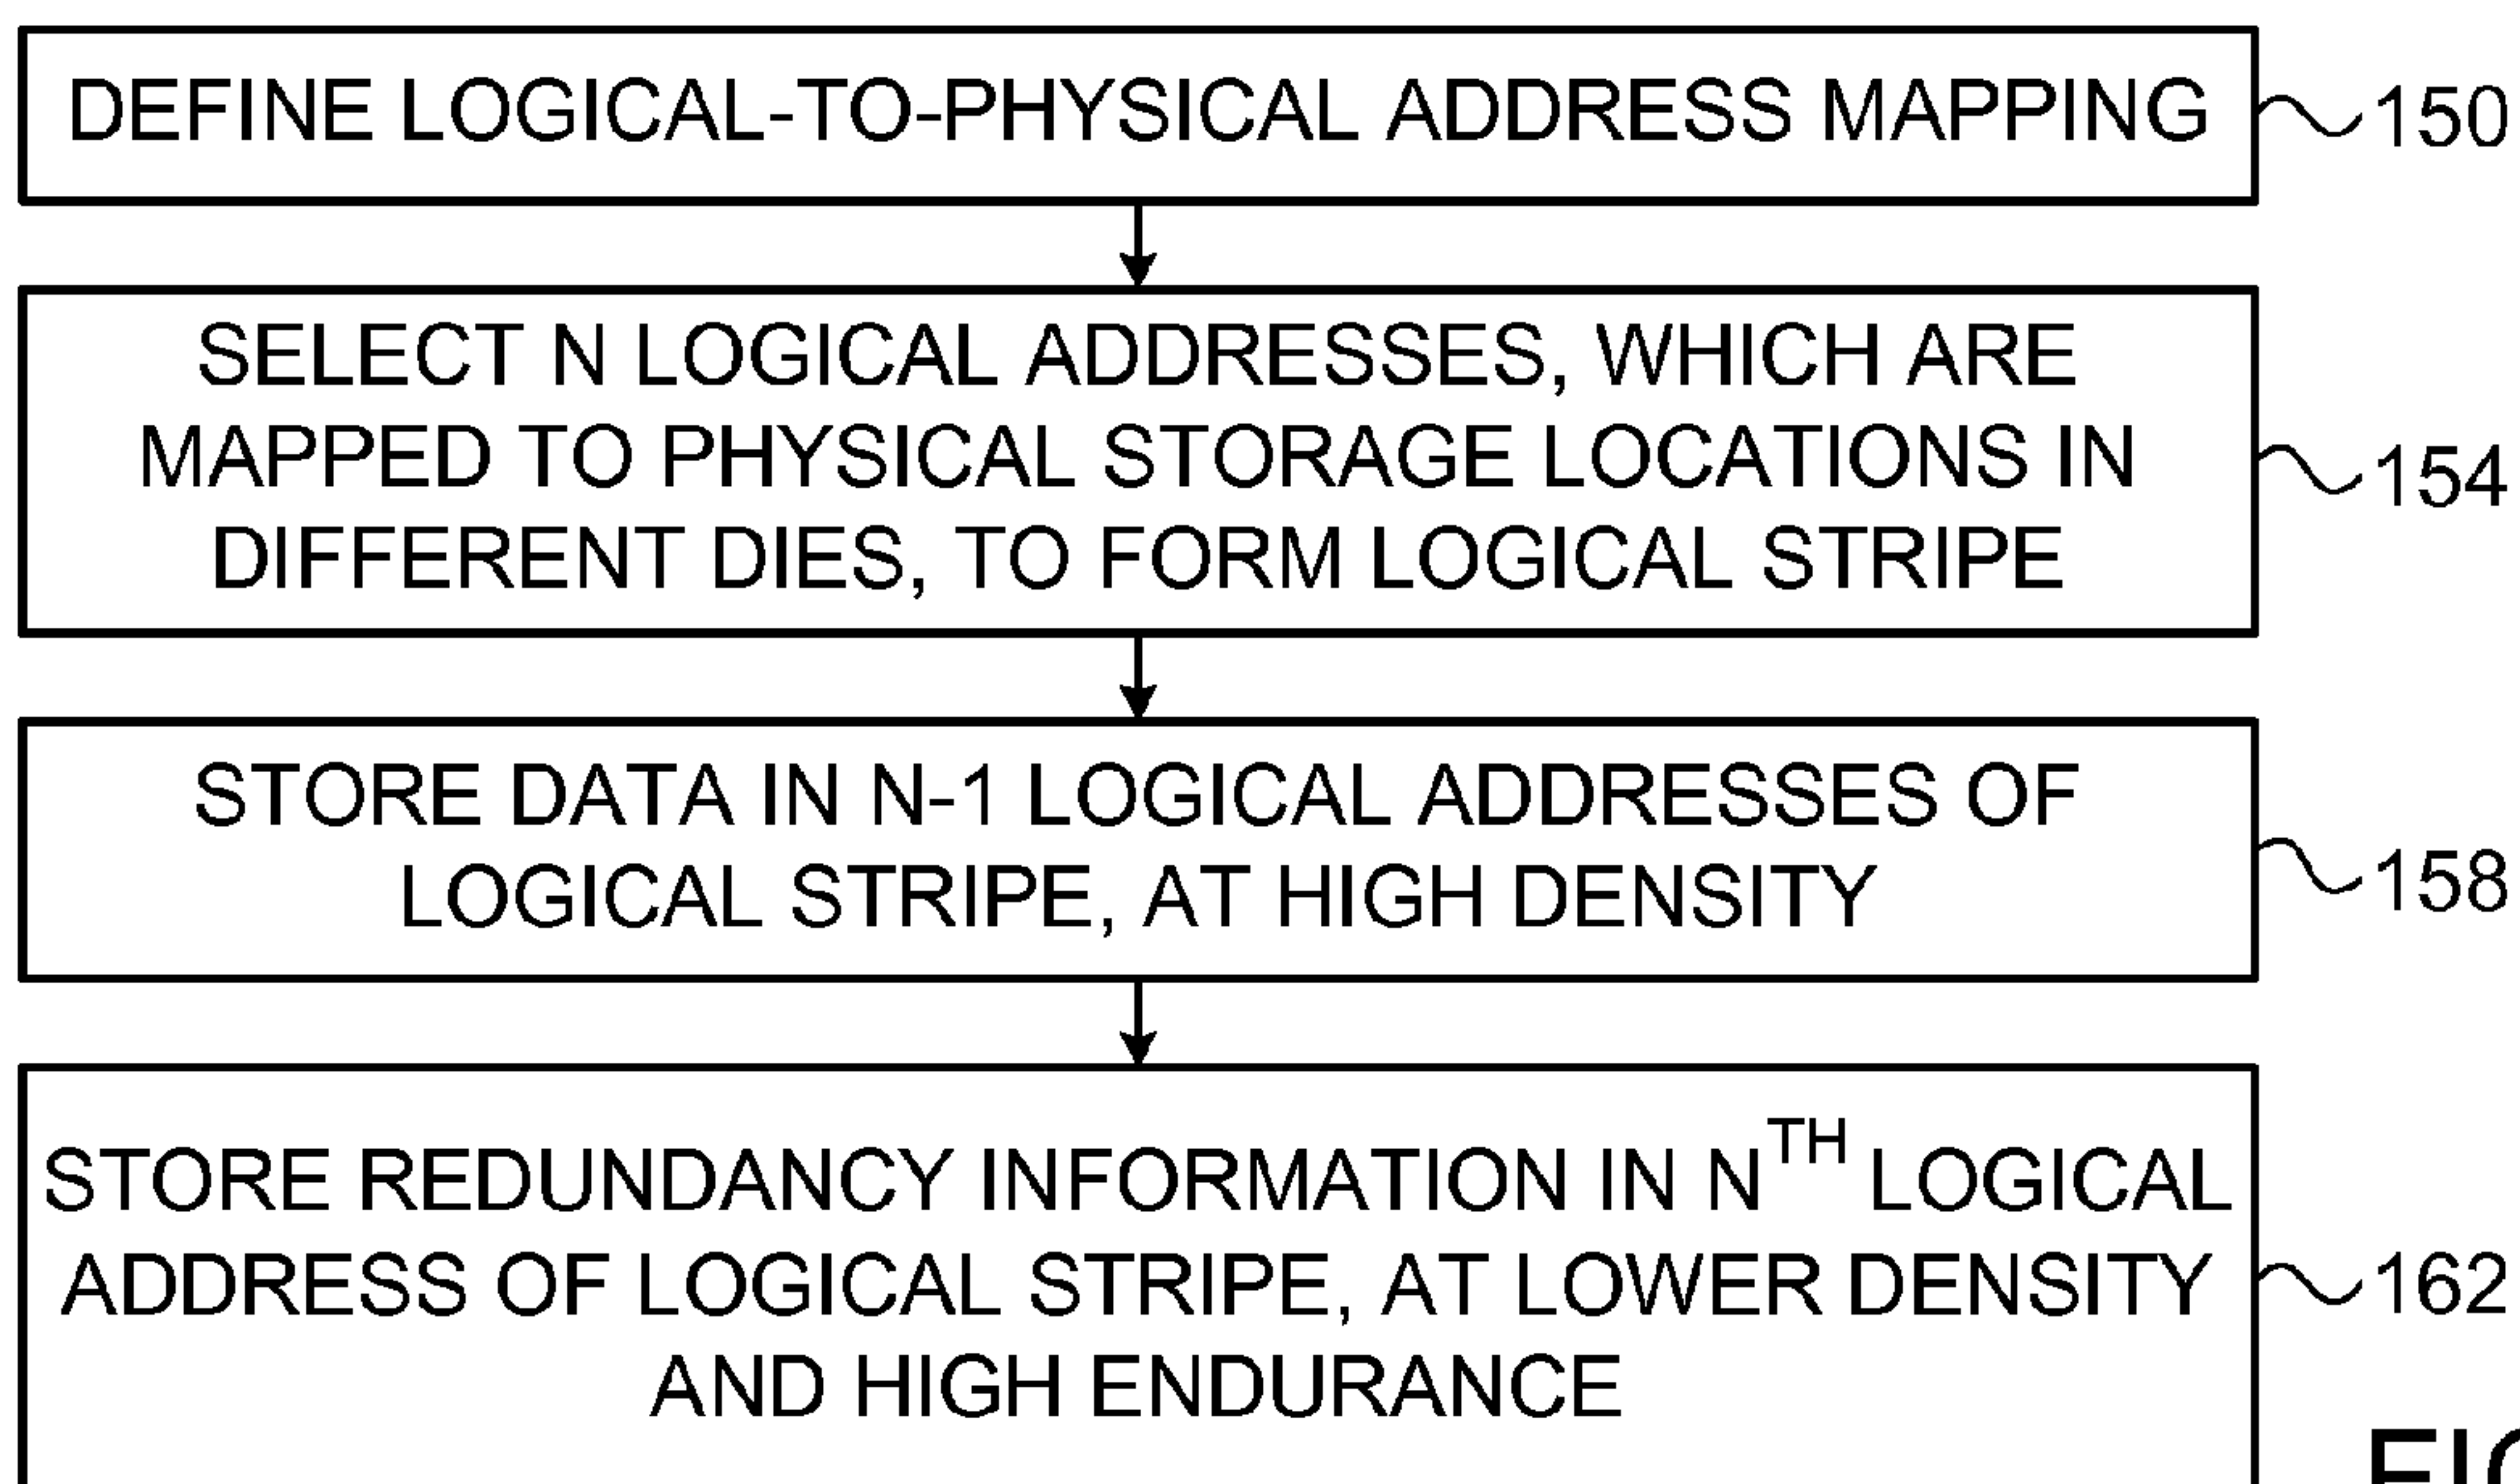 DEFINE LOGICAL-TO-PHYSICAL ADDRESS MAPPING
150
SELECT N LOGICAL ADDRESSES, WHICH ARE
MAPPED TO PHYSICAL STORAGE LOCATIONS IN
DIFFERENT DIES, TO FORM LOGICAL STRIPE
154
STORE DATA IN N-1 LOGICAL ADDRESSES OF
LOGICAL STRIPE, AT HIGH DENSITY
158
STORE REDUNDANCY INFORMATION IN N^TH LOGICAL
ADDRESS OF LOGICAL STRIPE, AT LOWER DENSITY
AND HIGH ENDURANCE
162